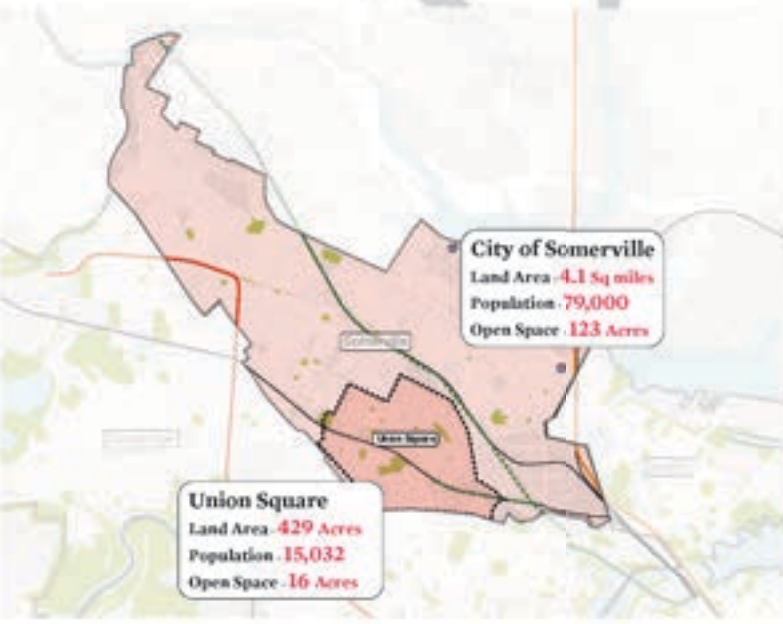 City of Somerville
Land Area - 4.1 Sq miles
Population - 79,000
Open Space - 123 Acres
Somerville
Union Square
Union Square
Land Area - 429 Acres
Population - 15,032
Open Space - 16 Acres